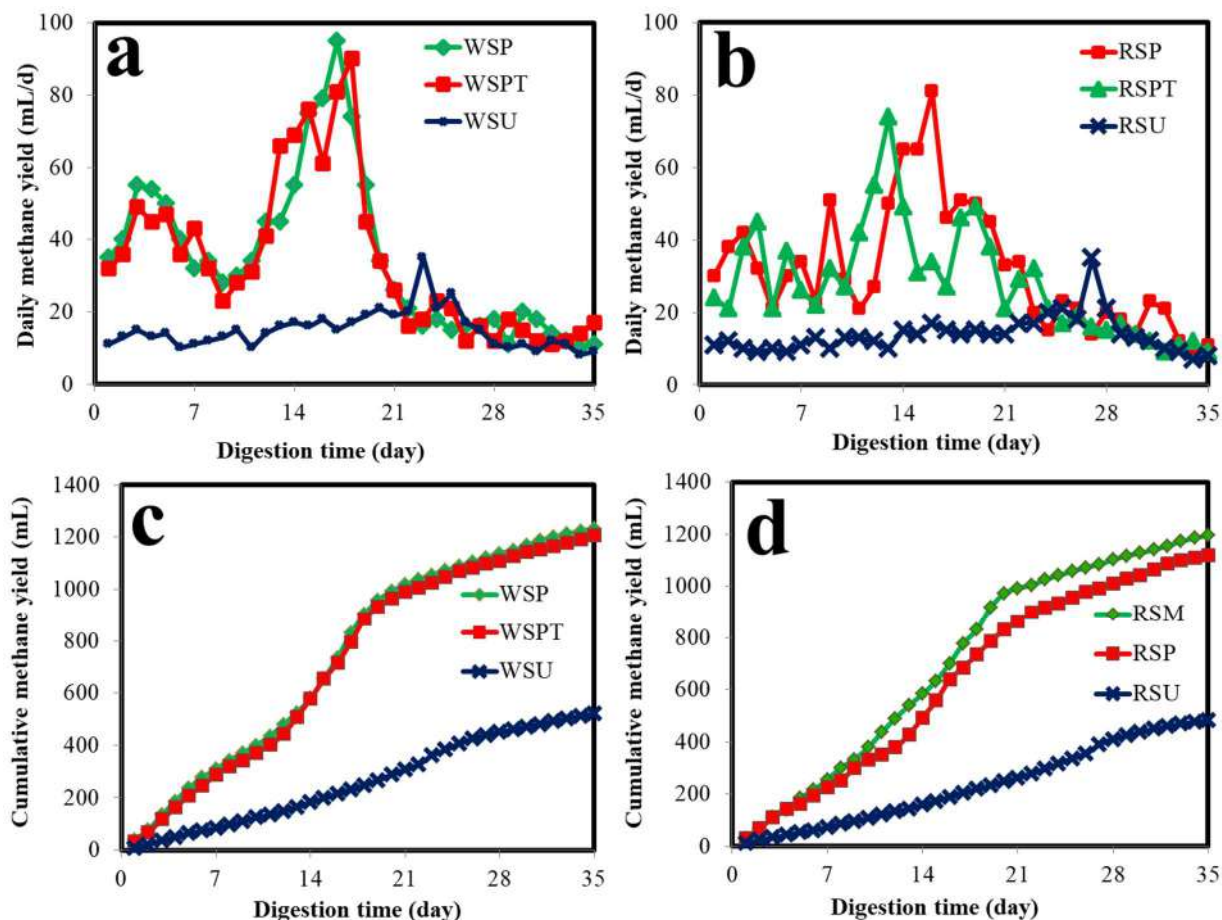 a
WSP
WSPT
WSU
Daily methane yield (mL/d)
100
80
60
40
20
0
0 7 14 21 28 35
Digestion time (day)
b
RSP
RSPT
RSU
Daily methane yield (mL/d)
100
80
60
40
20
0
0 7 14 21 28 35
Digestion time (day)
c
WSP
WSPT
WSU
Cumulative methane yield (mL)
1400
1200
1000
800
600
400
200
0
0 7 14 21 28 35
Digestion time (day)
d
RSM
RSP
RSU
Cumulative methane yield (mL)
1400
1200
1000
800
600
400
200
0
0 7 14 21 28 35
Digestion time (day)